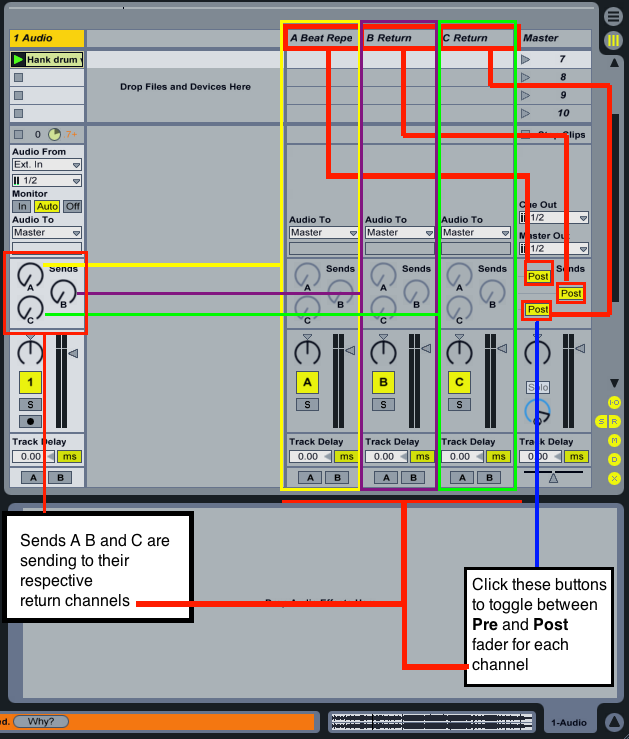 1 Audio A Beat Repe B Return C Return Master
Hank drum 7
Drop Files and Devices Here 8
9
10
0 Clips
Audio From
Ext. In
1/2
Monitor
In Auto Off Cue Out
Audio To Audio To Audio To Audio To 1/2
Master Master Master Master Master Out
1/2
Sends Sends Sends Sends Sends
A B A B A B A B Post Post
C C C C Post
1 A B C Solo
S S S S
Track Delay Track Delay Track Delay Track Delay Track Delay
0.00 ms 0.00 ms 0.00 ms 0.00 ms 0.00 ms
A B A B A B A B
I·O
S R
M
D
X
Sends A B and C are
sending to their
respective
return channels
Click these buttons
to toggle between
Pre and Post
fader for each
channel
ed. Why? 1-Audio